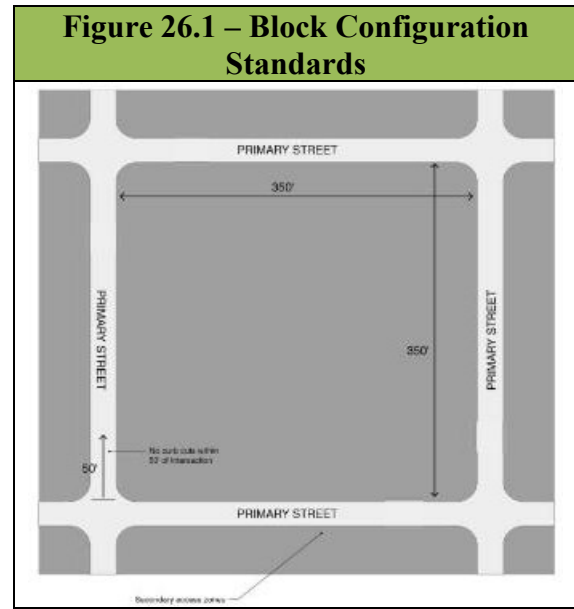 Figure 26.1 – Block Configuration
Standards
PRIMARY STREET
350'
PRIMARY STREET
350'
PRIMARY STREET
No curb cuts within
50' of intersection
50'
PRIMARY STREET
Secondary access zones